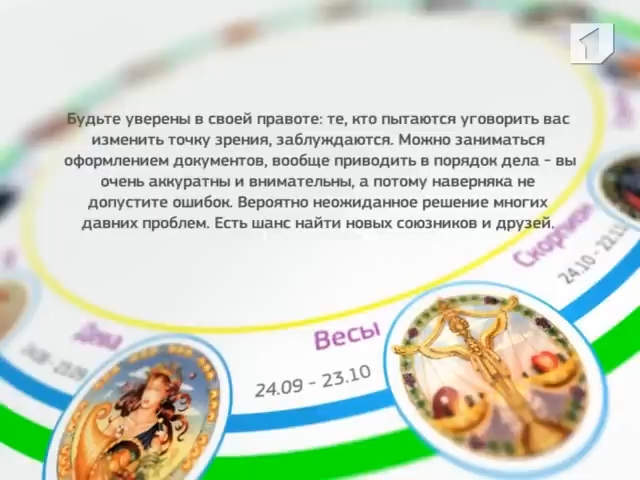 1
Будьте уверены в своей правоте: те, кто пытаются уговорить вас
изменить точку зрения, заблуждаются. Можно заниматься
оформлением документов, вообще приводить в порядок дела – вы
очень аккуратны и внимательны, а потому наверняка не
допустите ошибок. Вероятно неожиданное решение многих
давних проблем. Есть шанс найти новых союзников и друзей.
Скорпион
24.10 - 22.11
Дева
Весы
24.09 - 23.10